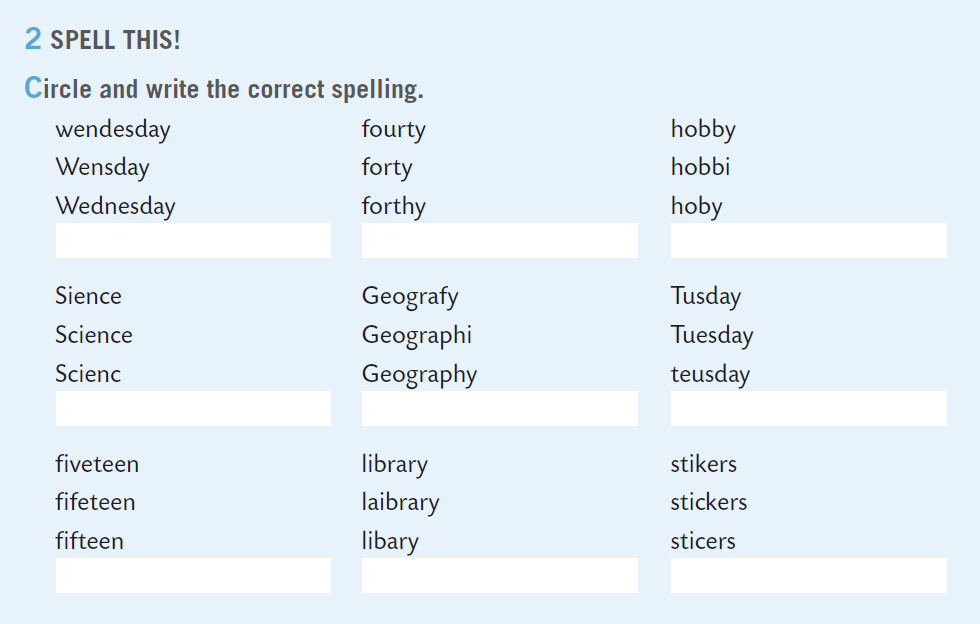 2 SPELL THIS!
Circle and write the correct spelling.
wendesday
Wensday
Wednesday
fourty
forty
forthy
hobby
hobbi
hoby
Sience
Science
Scienc
Geografy
Geographi
Geography
Tusday
Tuesday
teusday
fiveteen
fifeteen
fifteen
library
laibrary
libary
stikers
stickers
sticers